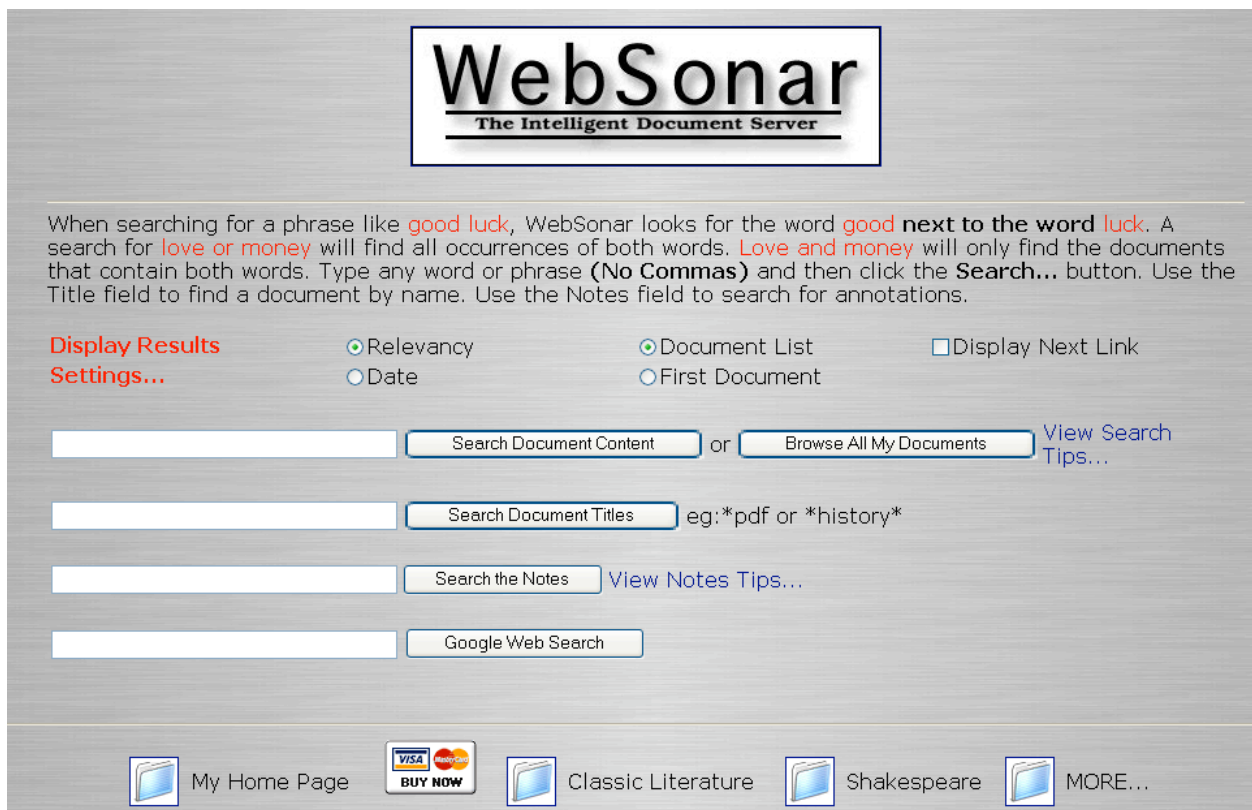 WebSonar
The Intelligent Document Server
When searching for a phrase like good luck, WebSonar looks for the word good next to the word luck. A
search for love or money will find all occurrences of both words. Love and money will only find the documents
that contain both words. Type any word or phrase (No Commas) and then click the Search... button. Use the
Title field to find a document by name. Use the Notes field to search for annotations.
Display Results Relevancy Document List Display Next Link
Settings... Date First Document
Search Document Content or Browse All My Documents View Search
Tips...
Search Document Titles eg:*pdf or *history*
Search the Notes View Notes Tips...
Google Web Search
VISA MasterCard
My Home Page BUY NOW Classic Literature Shakespeare MORE...